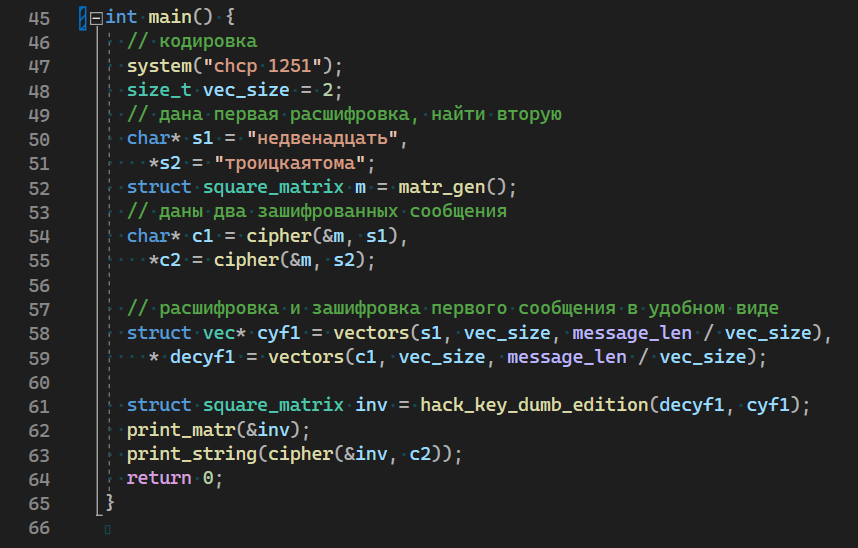 45 int main() {
46 // кодировка
47 system("chcp 1251");
48 size_t vec_size = 2;
49 // дана первая расшифровка, найти вторую
50 char* s1 = "недвенадцать",
51 *s2 = "троицкаятома";
52 struct square_matrix m = matr_gen();
53 // даны два зашифрованных сообщения
54 char* c1 = cipher(&m, s1),
55 *c2 = cipher(&m, s2);
56
57 // расшифровка и зашифровка первого сообщения в удобном виде
58 struct vec* cyf1 = vectors(s1, vec_size, message_len / vec_size),
59 * decyf1 = vectors(c1, vec_size, message_len / vec_size);
60
61 struct square_matrix inv = hack_key_dumb_edition(decyf1, cyf1);
62 print_matr(&inv);
63 print_string(cipher(&inv, c2));
64 return 0;
65 }
66